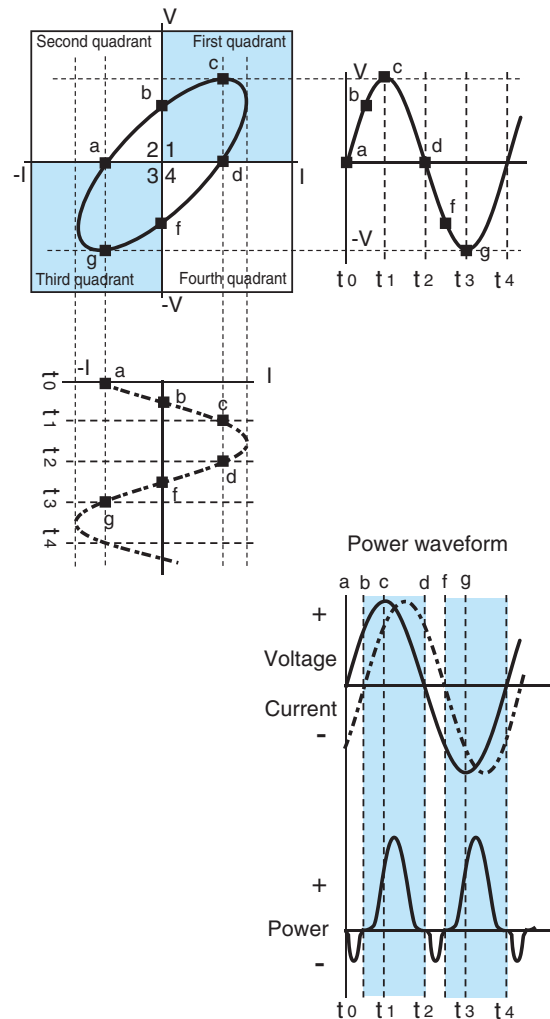 V
Second quadrant First quadrant
c
V
c
b
b
a
2 1
a
d
-I
3 4
d
I
f
f
g
-V
g
Third quadrant Fourth quadrant
-V
t0 t1 t2 t3 t4
-I a I
t0
b
c
t1
t2
d
f
t3
g
t4
Power waveform
a b c d f g
+
Voltage
Current
-
+
Power
-
t0 t1 t2 t3 t4